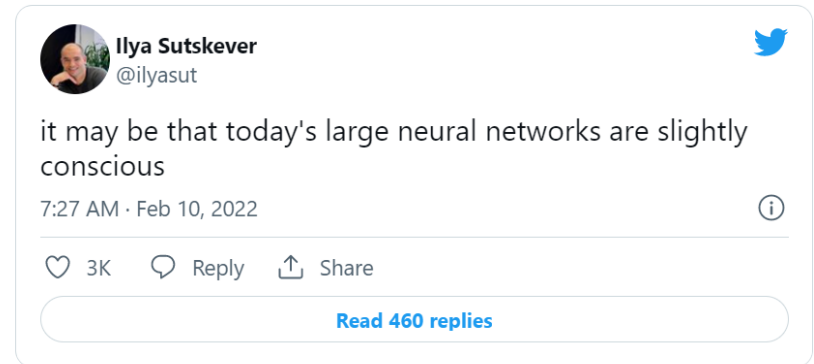 Ilya Sutskever
@ilyasut
it may be that today's large neural networks are slightly
conscious
7:27 AM · Feb 10, 2022
3K Reply Share
Read 460 replies